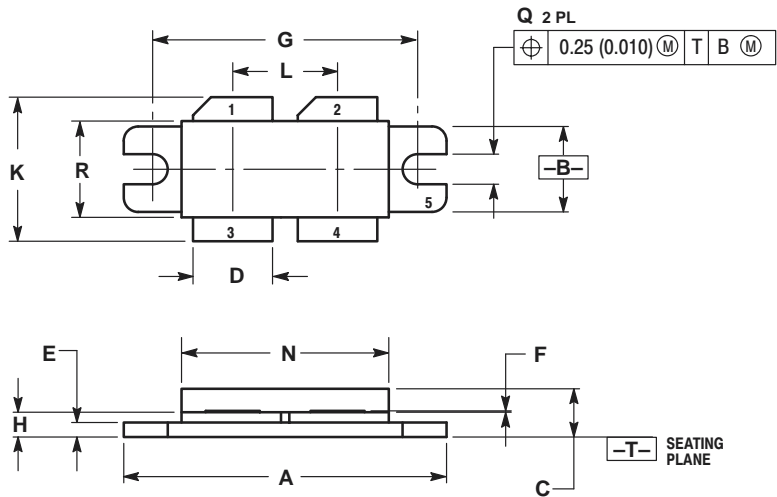 Q 2 PL
⌖ 0.25 (0.010) Ⓜ T B Ⓜ
G
L
1 2
K
R
–B–
5
3 4
D
E
N
F
H
–T– SEATING
PLANE
A
C